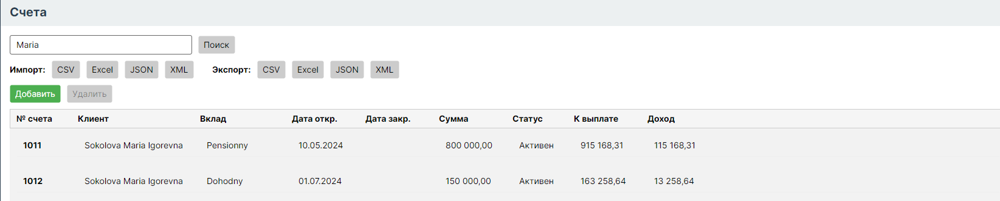 Счета
Maria Поиск
Импорт: CSV Excel JSON XML Экспорт: CSV Excel JSON XML
Добавить Удалить
№ счета Клиент Вклад Дата откр. Дата закр. Сумма Статус К выплате Доход
1011 Sokolova Maria Igorevna Pensionny 10.05.2024 800 000,00 Активен 915 168,31 115 168,31
1012 Sokolova Maria Igorevna Dohodny 01.07.2024 150 000,00 Активен 163 258,64 13 258,64